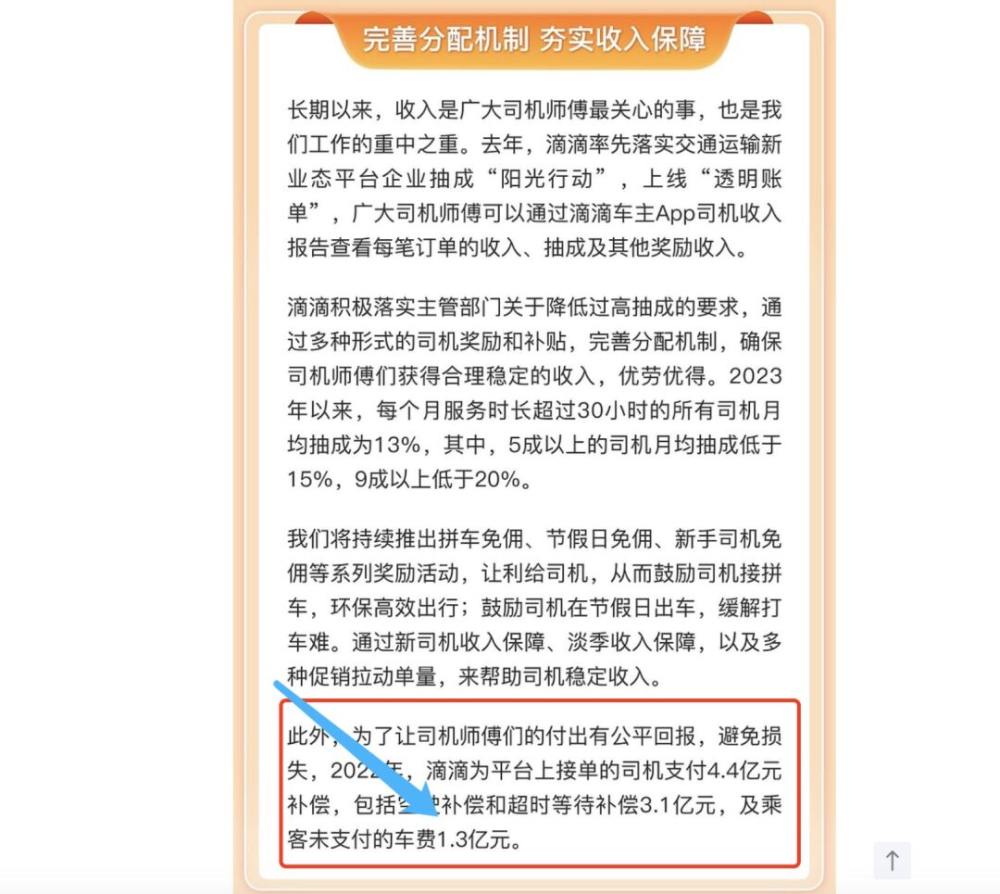 完善分配机制 夯实收入保障
长期以来，收入是广大司机师傅最关心的事，也是我
们工作的重中之重。去年，滴滴率先落实交通运输新
业态平台企业抽成“阳光行动”，上线“透明账
单”，广大司机师傅可以通过滴滴车主App司机收入
报告查看每笔订单的收入、抽成及其他奖励收入。
滴滴积极落实主管部门关于降低过高抽成的要求，通
过多种形式的司机奖励和补贴，完善分配机制，确保
司机师傅们获得合理稳定的收入，优劳优得。2023
年以来，每个月服务时长超过30小时的所有司机月
均抽成为13%，其中，5成以上的司机月均抽成低于
15%，9成以上低于20%。
我们将持续推出拼车免佣、节假日免佣、新手司机免
佣等系列奖励活动，让利给司机，从而鼓励司机接拼
车，环保高效出行；鼓励司机在节假日出车，缓解打
车难。通过新司机收入保障、淡季收入保障，以及多
种促销拉动单量，来帮助司机稳定收入。
此外，为了让司机师傅们的付出有公平回报，避免损
失，2022年，滴滴为平台上接单的司机支付4.4亿元
补偿，包括空驶补偿和超时等待补偿3.1亿元，及乘
客未支付的车费1.3亿元。